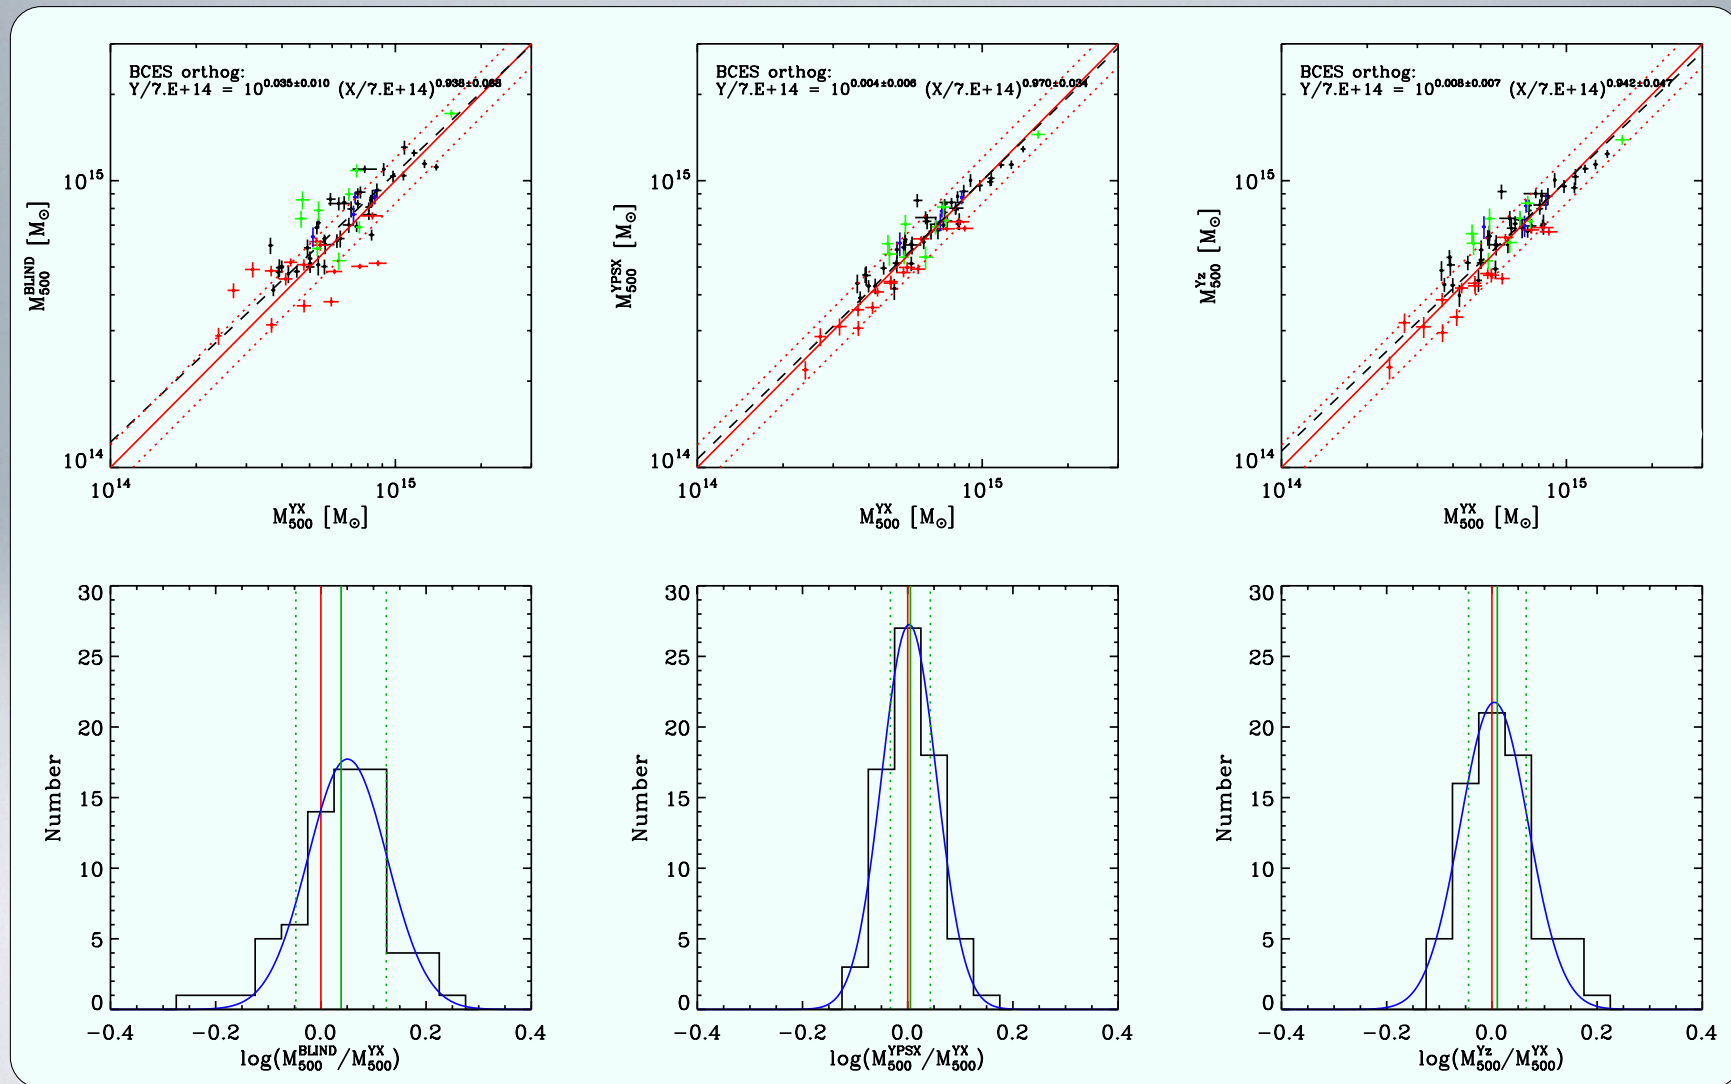 BCES orthog:
Y/7.E+14 = 10^0.035±0.010 (X/7.E+14)^0.938±0.068
M500^BLIND [M⊙]
10^15
10^14
10^14 10^15
M500^YX [M⊙]
BCES orthog:
Y/7.E+14 = 10^0.004±0.006 (X/7.E+14)^0.970±0.034
M500^YPSX [M⊙]
10^15
10^14
10^14 10^15
M500^YX [M⊙]
BCES orthog:
Y/7.E+14 = 10^0.008±0.007 (X/7.E+14)^0.942±0.047
M500^Yz [M⊙]
10^15
10^14
10^14 10^15
M500^YX [M⊙]
30
25
20
15
10
5
0
Number
−0.4 −0.2 0.0 0.2 0.4
log(M500^BLIND/M500^YX)
30
25
20
15
10
5
0
Number
−0.4 −0.2 0.0 0.2 0.4
log(M500^YPSX/M500^YX)
30
25
20
15
10
5
0
Number
−0.4 −0.2 0.0 0.2 0.4
log(M500^Yz/M500^YX)